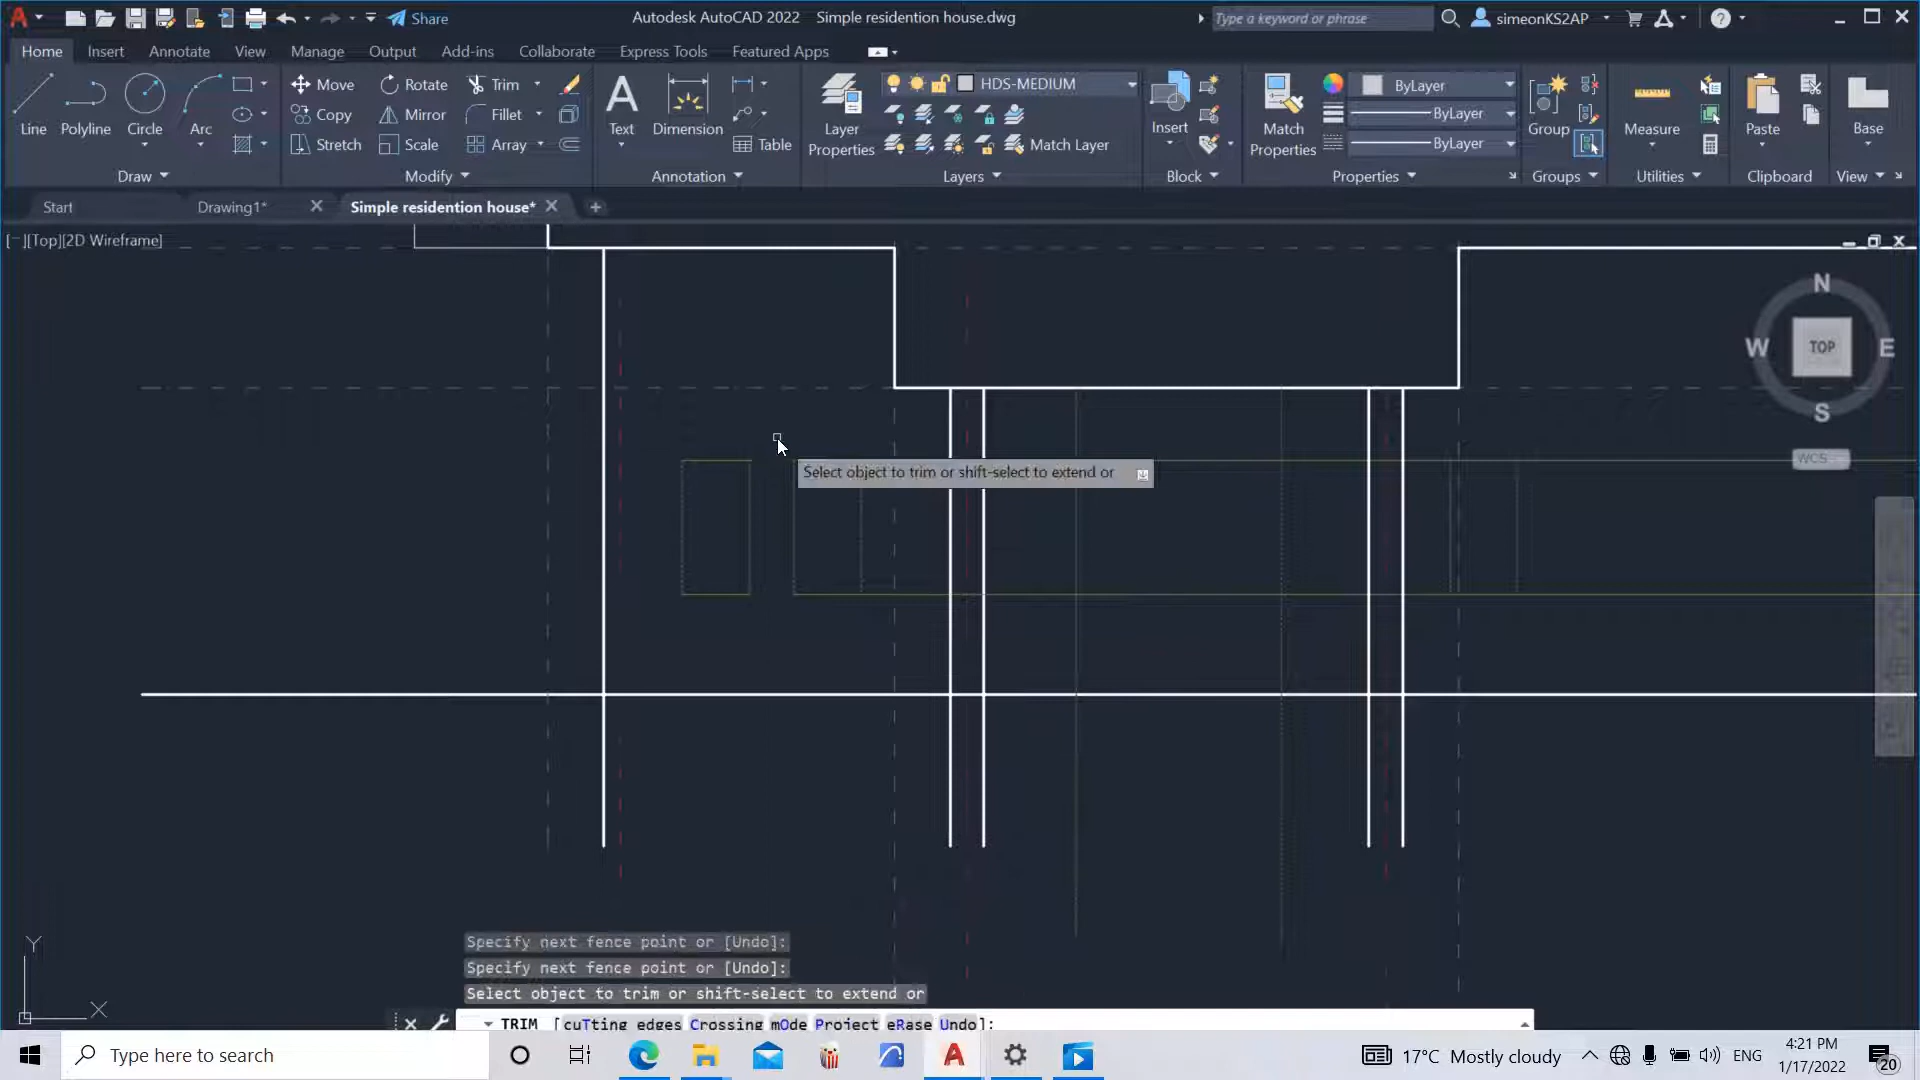 Share
Autodesk AutoCAD 2022 Simple residention house.dwg
Type a keyword or phrase
simeonKS2AP
Home Insert Annotate View Manage Output Add-ins Collaborate Express Tools Featured Apps
Line Polyline Circle Arc
Draw
Move Rotate Trim
Copy Mirror Fillet
Stretch Scale Array
Modify
Text Dimension Table
Annotation
Layer Properties
HDS-MEDIUM
Match Layer
Layers
Insert
Block
Match Properties
ByLayer
ByLayer
ByLayer
Properties
Group
Groups
Measure
Utilities
Paste
Clipboard
Base
View
Start Drawing1* Simple residention house*
[−][Top][2D Wireframe]
N
W TOP E
S
WCS
Select object to trim or shift-select to extend or
Y
X
Specify next fence point or [Undo]:
Specify next fence point or [Undo]:
Select object to trim or shift-select to extend or
TRIM [cuTting edges Crossing mOde Project eRase Undo]:
Type here to search
17°C Mostly cloudy
ENG
4:21 PM
1/17/2022
20